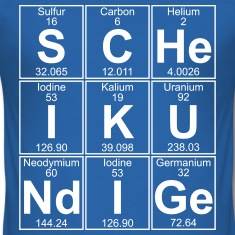 Sulfur Carbon Helium
16 6 2
S C He
32.065 12.011 4.0026
Iodine Kalium Uranium
53 19 92
I K U
126.90 39.098 238.03
Neodymium Iodine Germanium
60 53 32
Nd I Ge
144.24 126.90 72.64